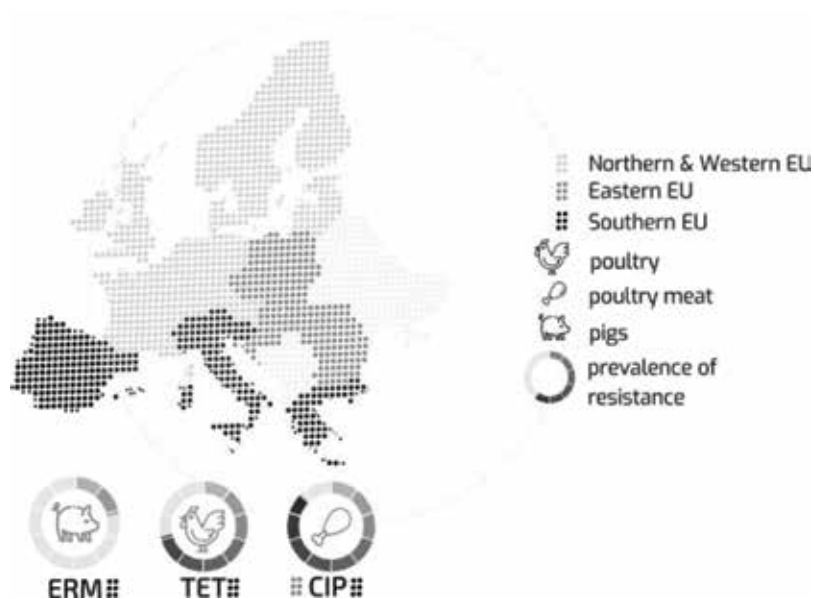 Northern & Western EU
Eastern EU
Southern EU
poultry
poultry meat
pigs
prevalence of
resistance
ERM
TET
CIP